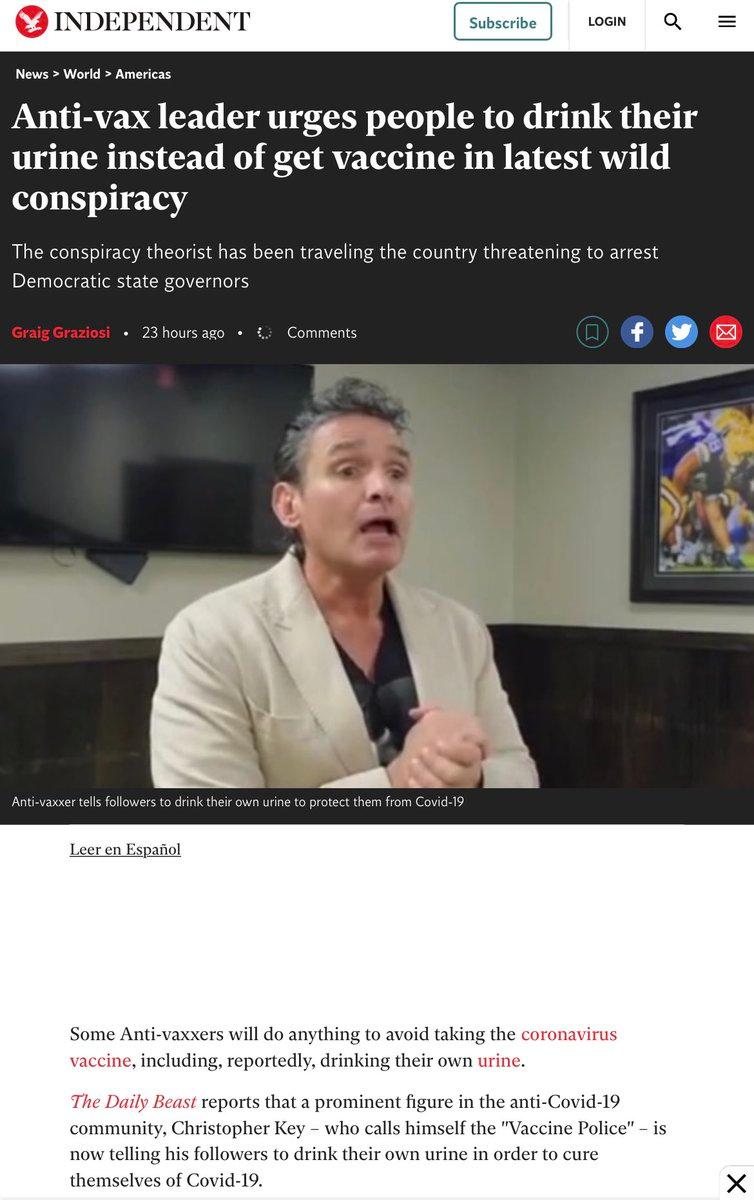 INDEPENDENT
Subscribe
LOGIN
News > World > Americas
Anti-vax leader urges people to drink their
urine instead of get vaccine in latest wild
conspiracy
The conspiracy theorist has been traveling the country threatening to arrest
Democratic state governors
Graig Graziosi • 23 hours ago • Comments
Anti-vaxxer tells followers to drink their own urine to protect them from Covid-19
Leer en Español
Some Anti-vaxxers will do anything to avoid taking the coronavirus
vaccine, including, reportedly, drinking their own urine.
The Daily Beast reports that a prominent figure in the anti-Covid-19
community, Christopher Key – who calls himself the "Vaccine Police" – is
now telling his followers to drink their own urine in order to cure
themselves of Covid-19.